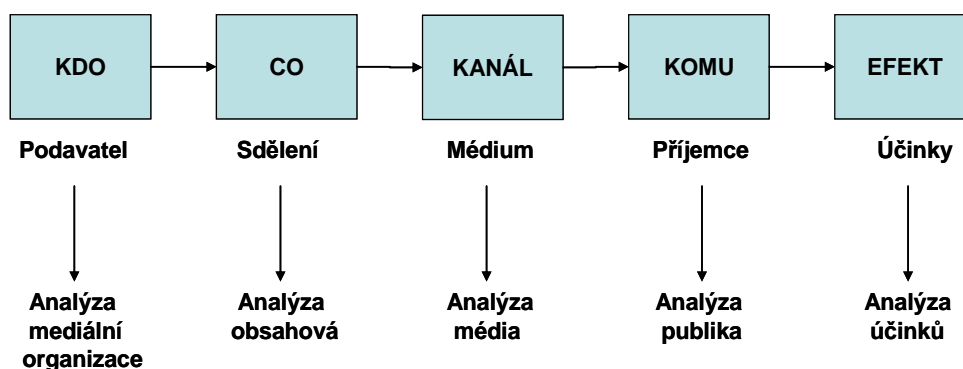 KDO
CO
KANÁL
KOMU
EFEKT
Podavatel
Sdělení
Médium
Příjemce
Účinky
Analýza
mediální
organizace
Analýza
obsahová
Analýza
média
Analýza
publika
Analýza
účinků